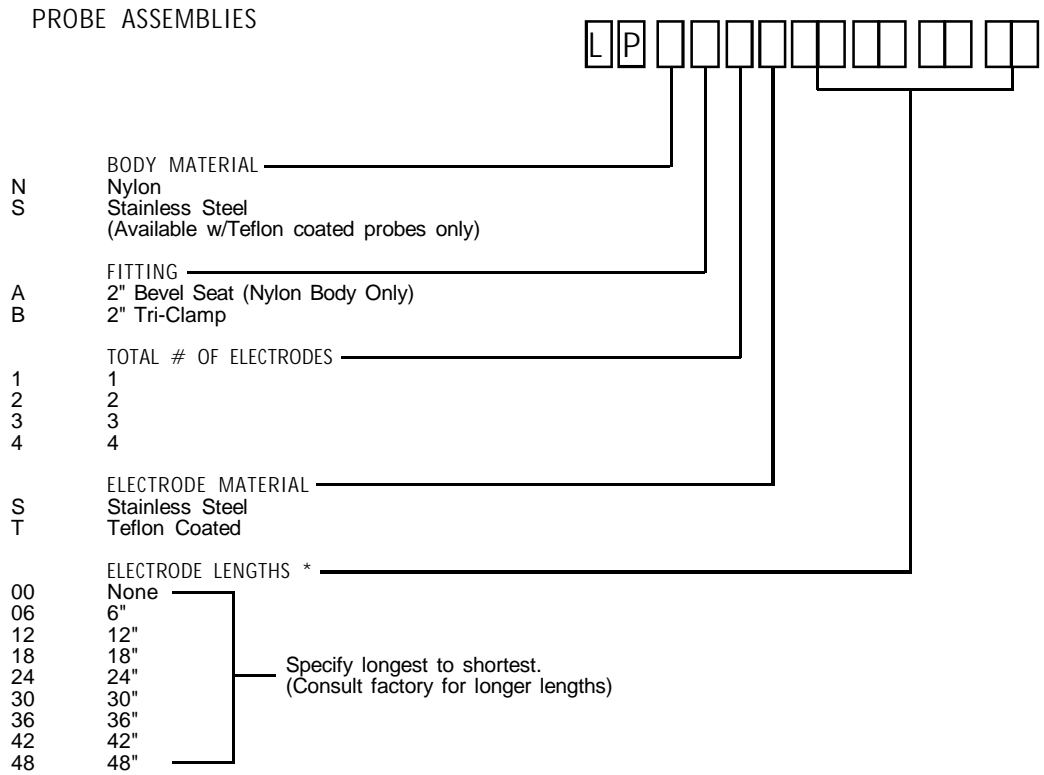 PROBE ASSEMBLIES
L P
BODY MATERIAL
N Nylon
S Stainless Steel
(Available w/Teflon coated probes only)
FITTING
A 2" Bevel Seat (Nylon Body Only)
B 2" Tri-Clamp
TOTAL # OF ELECTRODES
1 1
2 2
3 3
4 4
ELECTRODE MATERIAL
S Stainless Steel
T Teflon Coated
ELECTRODE LENGTHS *
00 None
06 6"
12 12"
18 18"
24 24"
30 30"
36 36"
42 42"
48 48"
Specify longest to shortest.
(Consult factory for longer lengths)